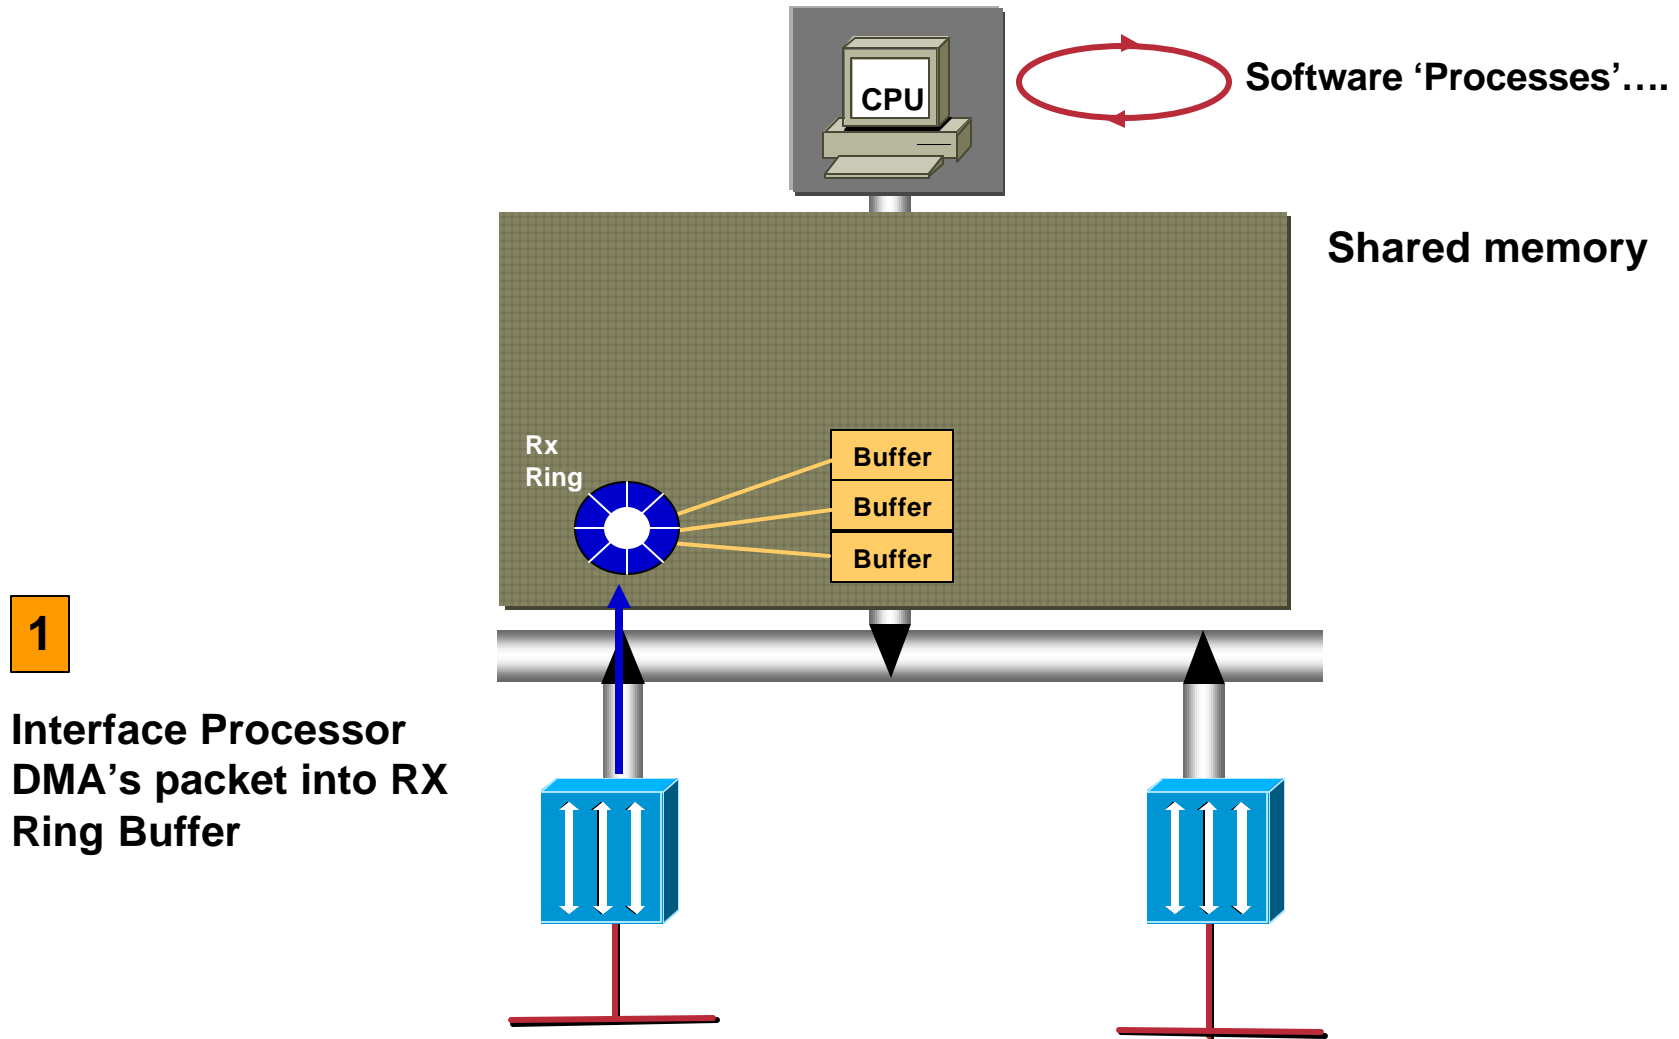 CPU
Software ‘Processes’….
Shared memory
Rx
Ring
Buffer
Buffer
Buffer
1
Interface Processor
DMA’s packet into RX
Ring Buffer